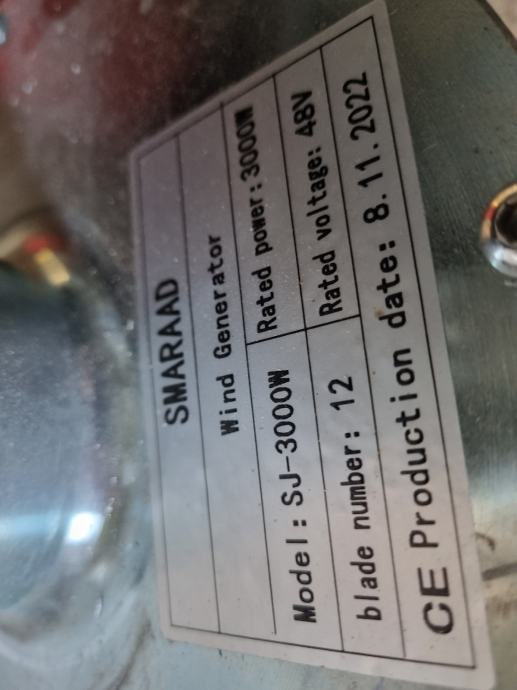 SMARAAD
Wind Generator
Model: SJ-3000W Rated power: 3000W
blade number: 12 Rated voltage: 48V
CE Production date: 8.11.2022